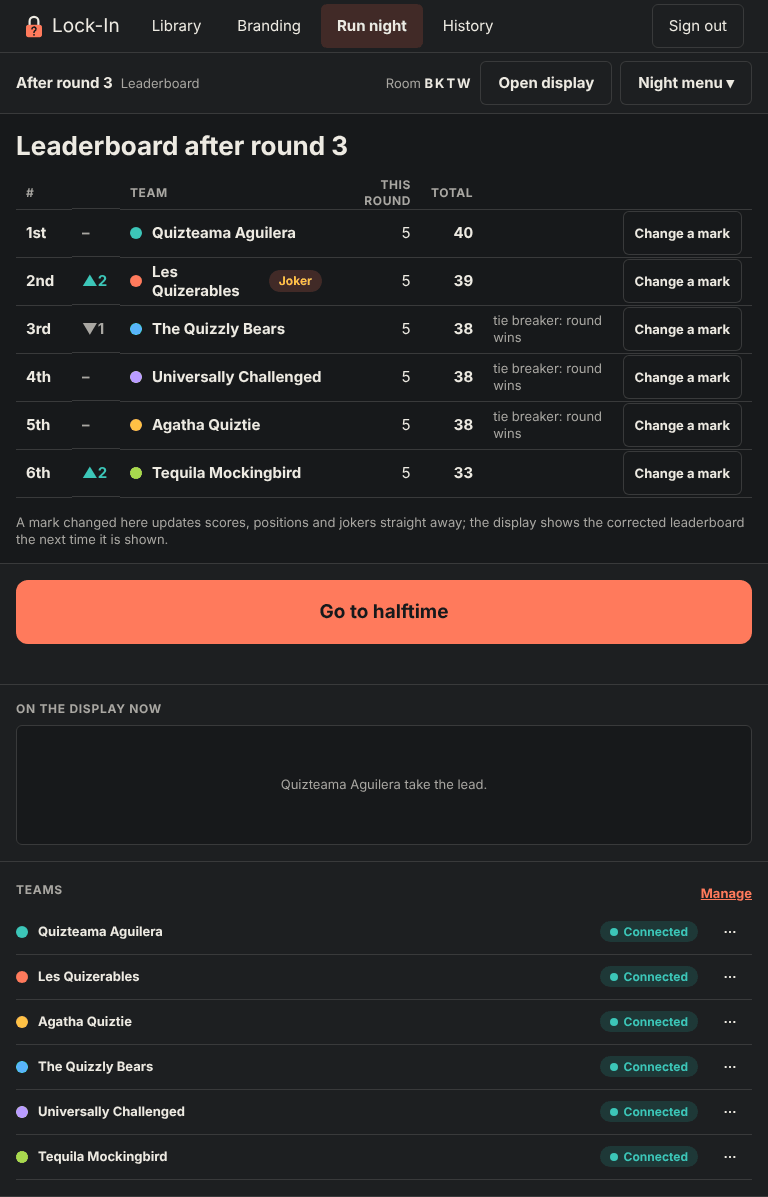 Lock-In Library Branding Run night History Sign out
After round 3 Leaderboard Room BKTW Open display Night menu ▾
Leaderboard after round 3
# TEAM THIS ROUND TOTAL
1st – Quizteama Aguilera 5 40 Change a mark
2nd ▲2 Les Quizerables Joker 5 39 Change a mark
3rd ▼1 The Quizzly Bears 5 38 tie breaker: round wins Change a mark
4th – Universally Challenged 5 38 tie breaker: round wins Change a mark
5th – Agatha Quiztie 5 38 tie breaker: round wins Change a mark
6th ▲2 Tequila Mockingbird 5 33 Change a mark
A mark changed here updates scores, positions and jokers straight away; the display shows the corrected leaderboard
the next time it is shown.
Go to halftime
ON THE DISPLAY NOW
Quizteama Aguilera take the lead.
TEAMS Manage
Quizteama Aguilera Connected ···
Les Quizerables Connected ···
Agatha Quiztie Connected ···
The Quizzly Bears Connected ···
Universally Challenged Connected ···
Tequila Mockingbird Connected ···